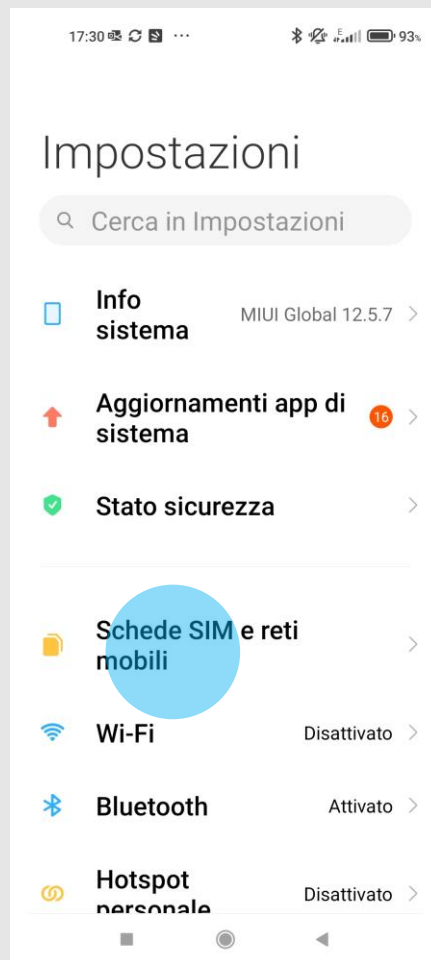 17:30 ... 93%
Impostazioni
Cerca in Impostazioni
Info
sistema
MIUI Global 12.5.7
Aggiornamenti app di
sistema
16
Stato sicurezza
Schede SIM e reti
mobili
Wi-Fi
Disattivato
Bluetooth
Attivato
Hotspot
personale
Disattivato